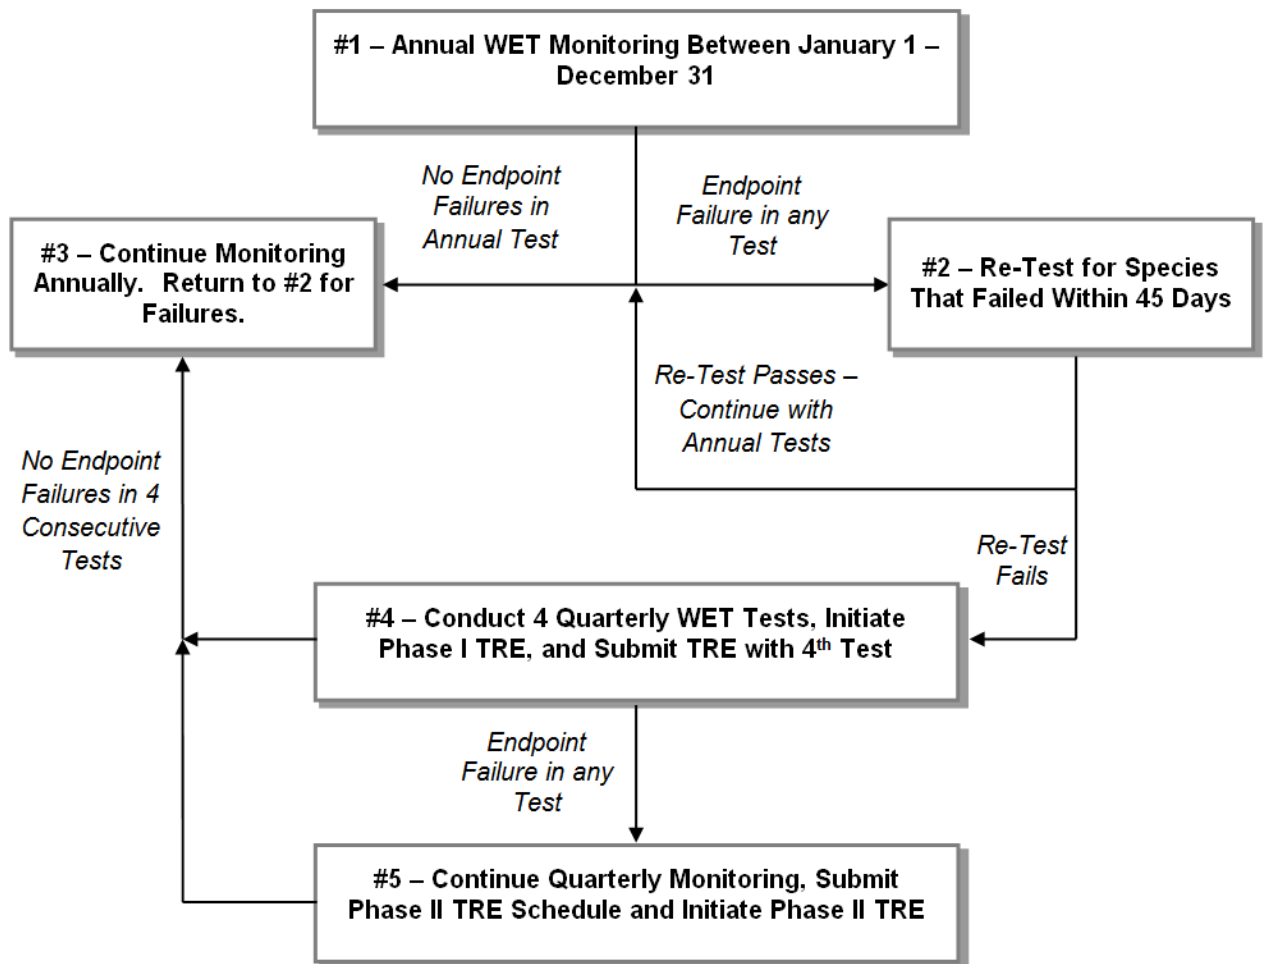 #1 – Annual WET Monitoring Between January 1 –
December 31
No Endpoint
Failures in
Annual Test
Endpoint
Failure in any
Test
#3 – Continue Monitoring
Annually.  Return to #2 for
Failures.
#2 – Re-Test for Species
That Failed Within 45 Days
Re-Test Passes –
Continue with
Annual Tests
No Endpoint
Failures in 4
Consecutive
Tests
Re-Test
Fails
#4 – Conduct 4 Quarterly WET Tests, Initiate
Phase I TRE, and Submit TRE with 4th Test
Endpoint
Failure in any
Test
#5 – Continue Quarterly Monitoring, Submit
Phase II TRE Schedule and Initiate Phase II TRE